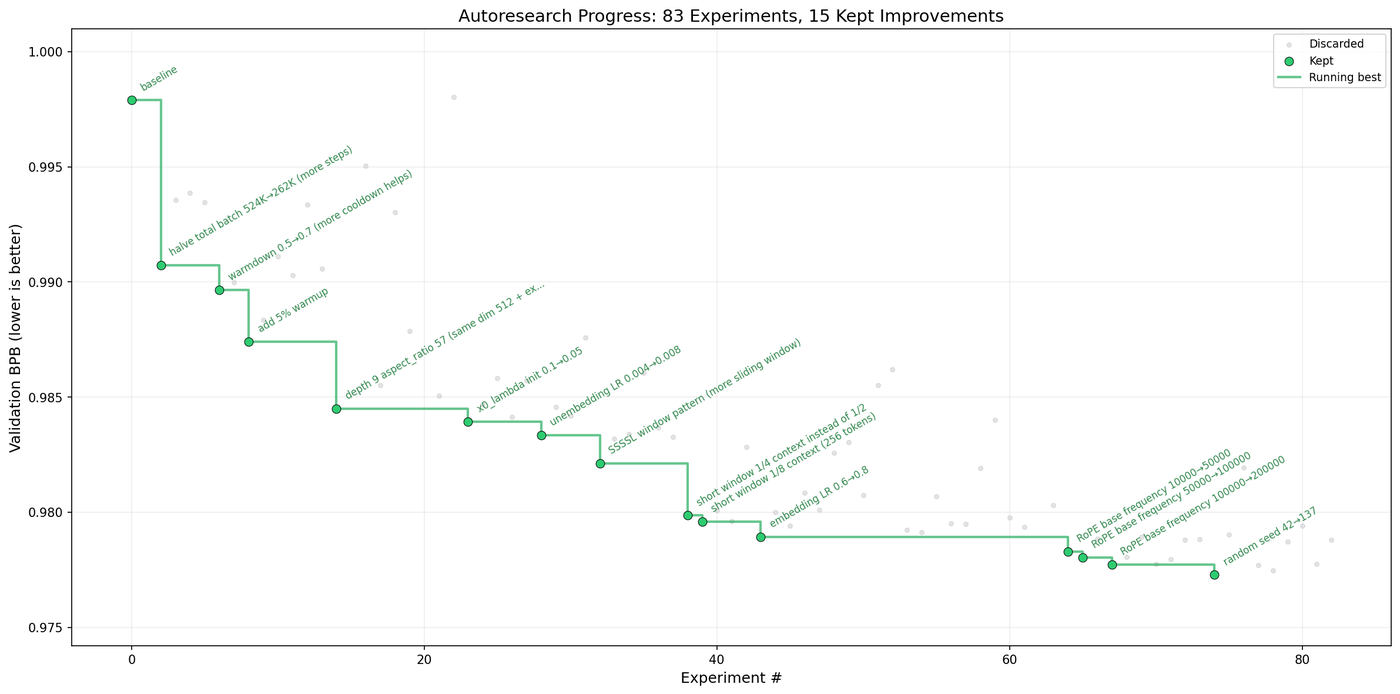 Autoresearch Progress: 83 Experiments, 15 Kept Improvements
Discarded
Kept
Running best
Validation BPB (lower is better)
1.000
0.995
0.990
0.985
0.980
0.975
baseline
halve total batch 524K→262K (more steps)
warmdown 0.5→0.7 (more cooldown helps)
add 5% warmup
depth 9 aspect_ratio 57 (same dim 512 + ex...
x0_lambda init 0.1→0.05
unembedding LR 0.004→0.008
SSSSL window pattern (more sliding window)
short window 1/4 context instead of 1/2
short window 1/8 context (256 tokens)
embedding LR 0.6→0.8
RoPE base frequency 10000→50000
RoPE base frequency 50000→100000
RoPE base frequency 100000→200000
random seed 42→137
0
20
40
60
80
Experiment #